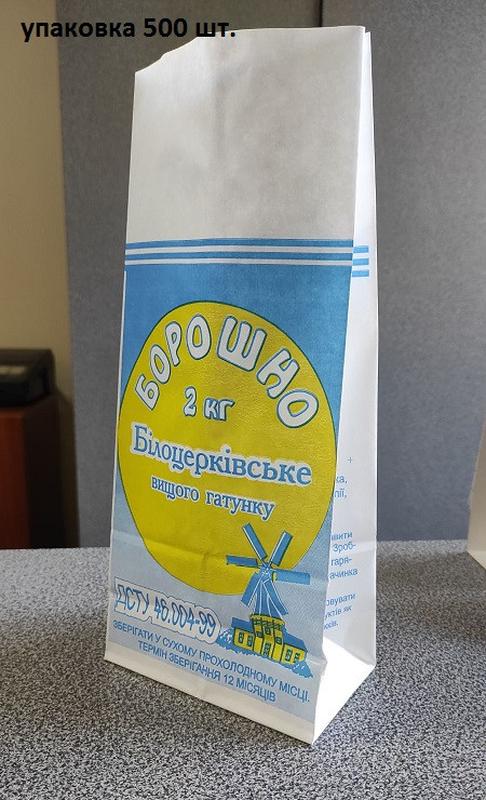 упаковка 500 шт.
БОРОШНО
2 кг
Білоцерківське
вищого гатунку
ДСТУ 46.004-99
ЗБЕРІГАТИ У СУХОМУ ПРОХОЛОДНОМУ МІСЦІ.
ТЕРМІН ЗБЕРІГАННЯ 12 МІСЯЦІВ